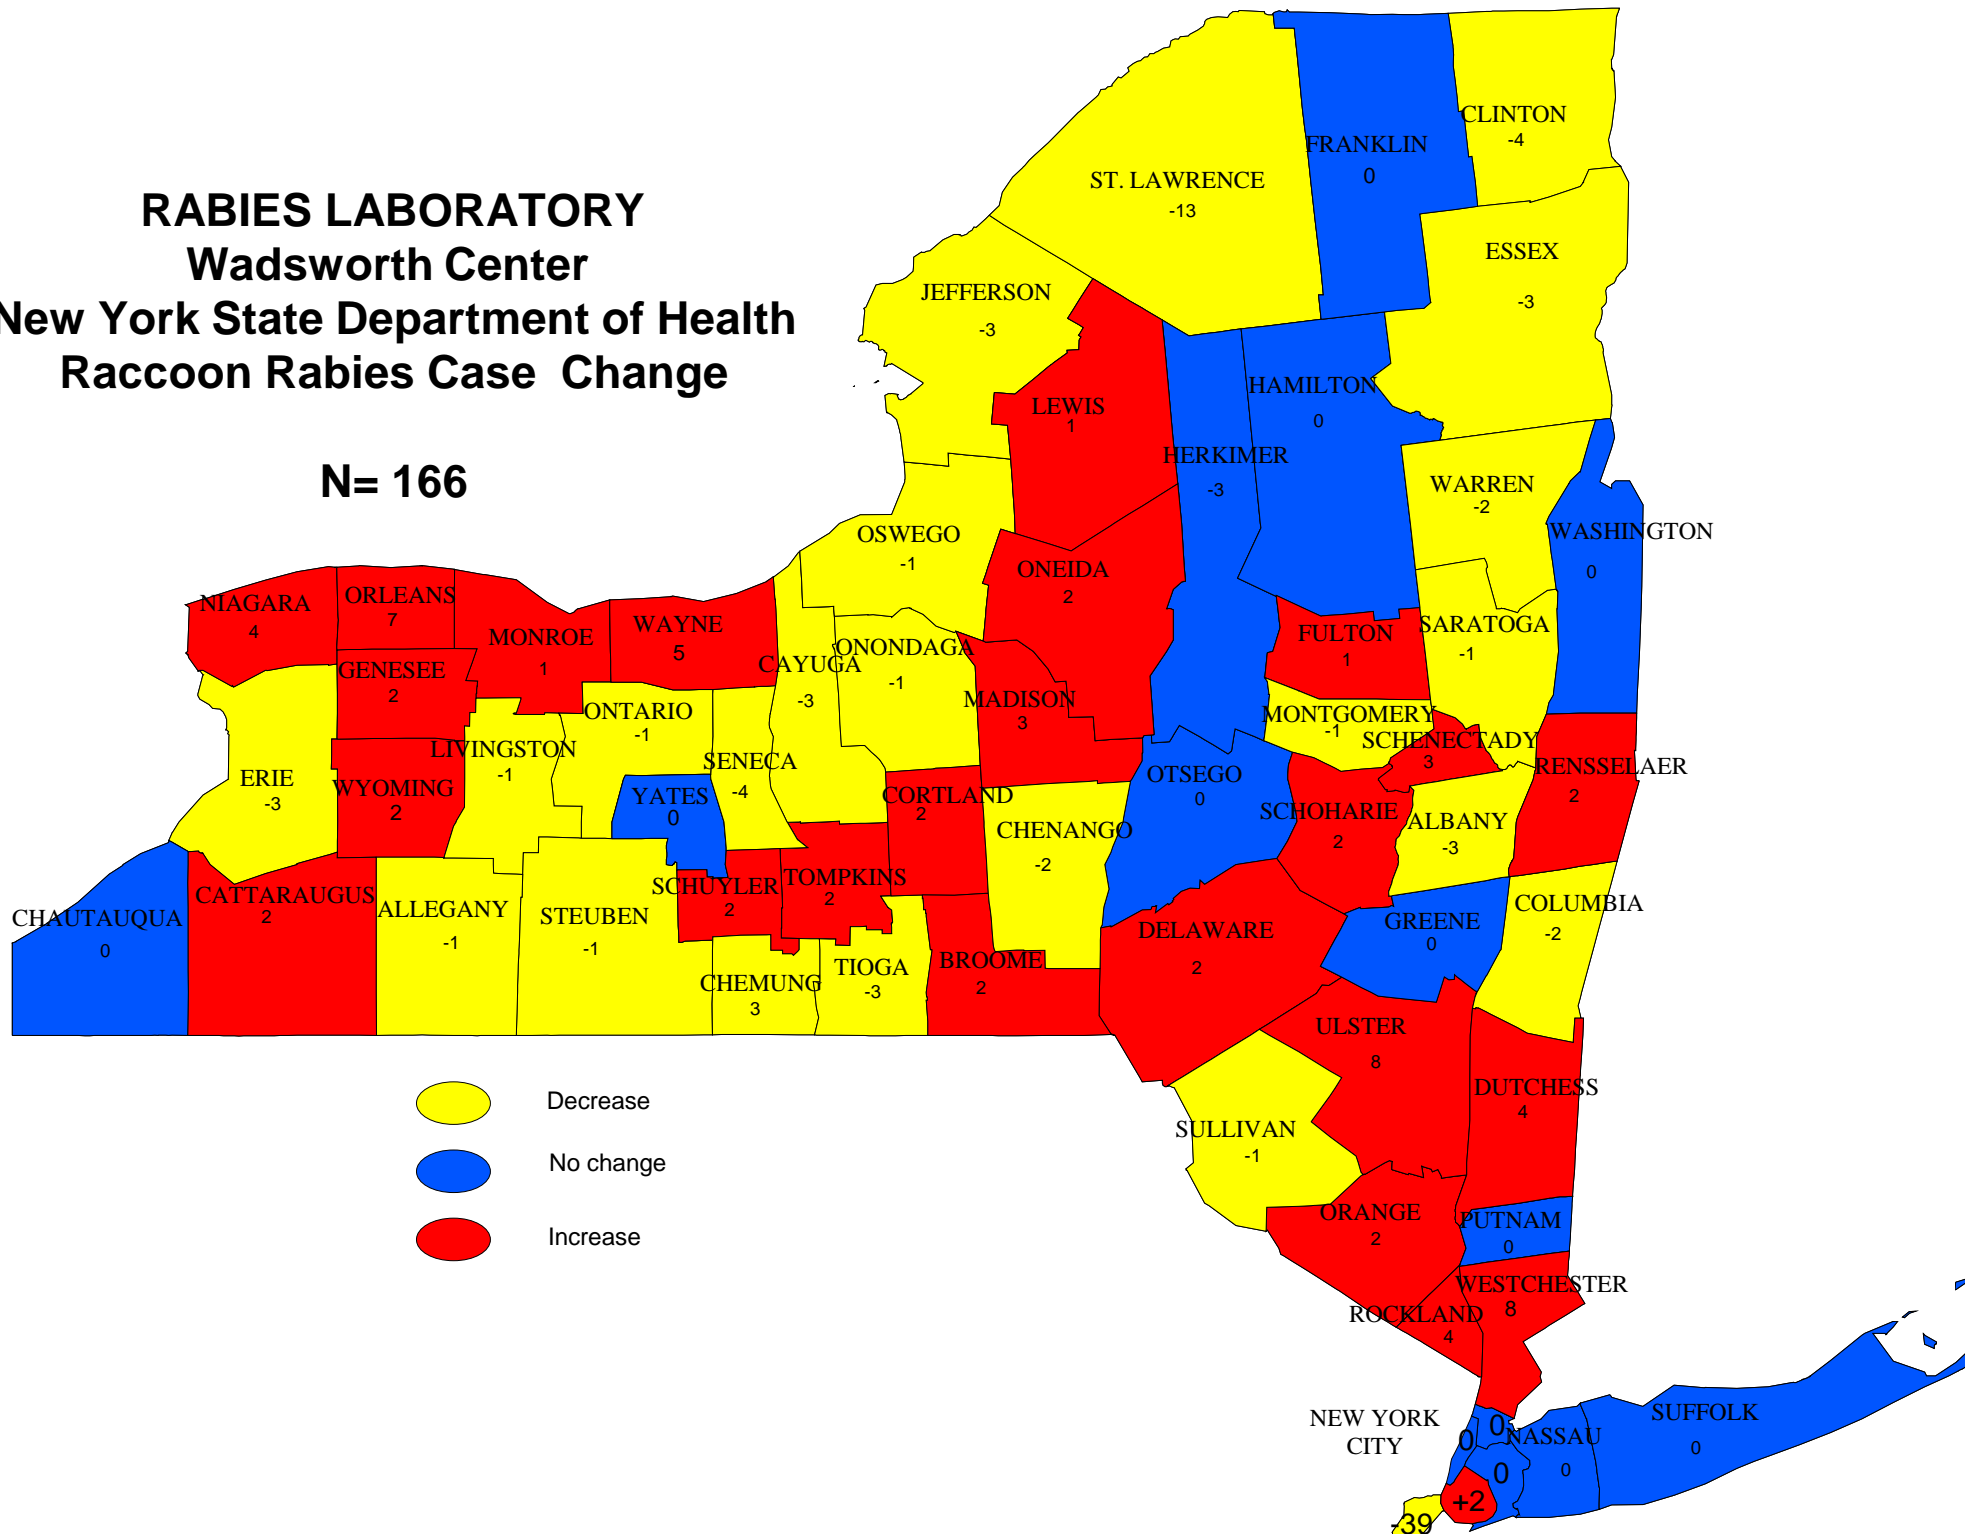 RABIES LABORATORY
Wadsworth Center
New York State Department of Health
Raccoon Rabies Case Change
N= 166
CLINTON
-4
FRANKLIN
0
ST. LAWRENCE
-13
ESSEX
-3
JEFFERSON
-3
LEWIS
1
HAMILTON
0
HERKIMER
-3
WARREN
-2
WASHINGTON
0
OSWEGO
-1
ONEIDA
2
NIAGARA
4
ORLEANS
7
MONROE
1
WAYNE
5
CAYUGA
-3
ONONDAGA
-1
FULTON
1
SARATOGA
-1
GENESEE
2
ONTARIO
-1
MADISON
3
MONTGOMERY
-1
SCHENECTADY
3
LIVINGSTON
-1
SENECA
-4
ERIE
-3
WYOMING
2
YATES
0
CORTLAND
2
OTSEGO
0
RENSSELAER
2
CHENANGO
-2
SCHOHARIE
2
ALBANY
-3
CHAUTAUQUA
0
CATTARAUGUS
2
ALLEGANY
-1
STEUBEN
-1
SCHUYLER
2
TOMPKINS
2
COLUMBIA
-2
GREENE
0
DELAWARE
2
CHEMUNG
3
TIOGA
-3
BROOME
2
ULSTER
8
DUTCHESS
4
SULLIVAN
-1
Decrease
No change
Increase
ORANGE
2
PUTNAM
0
WESTCHESTER
8
ROCKLAND
4
NEW YORK
CITY
0
0
NASSAU
0
SUFFOLK
0
0
+2
-39